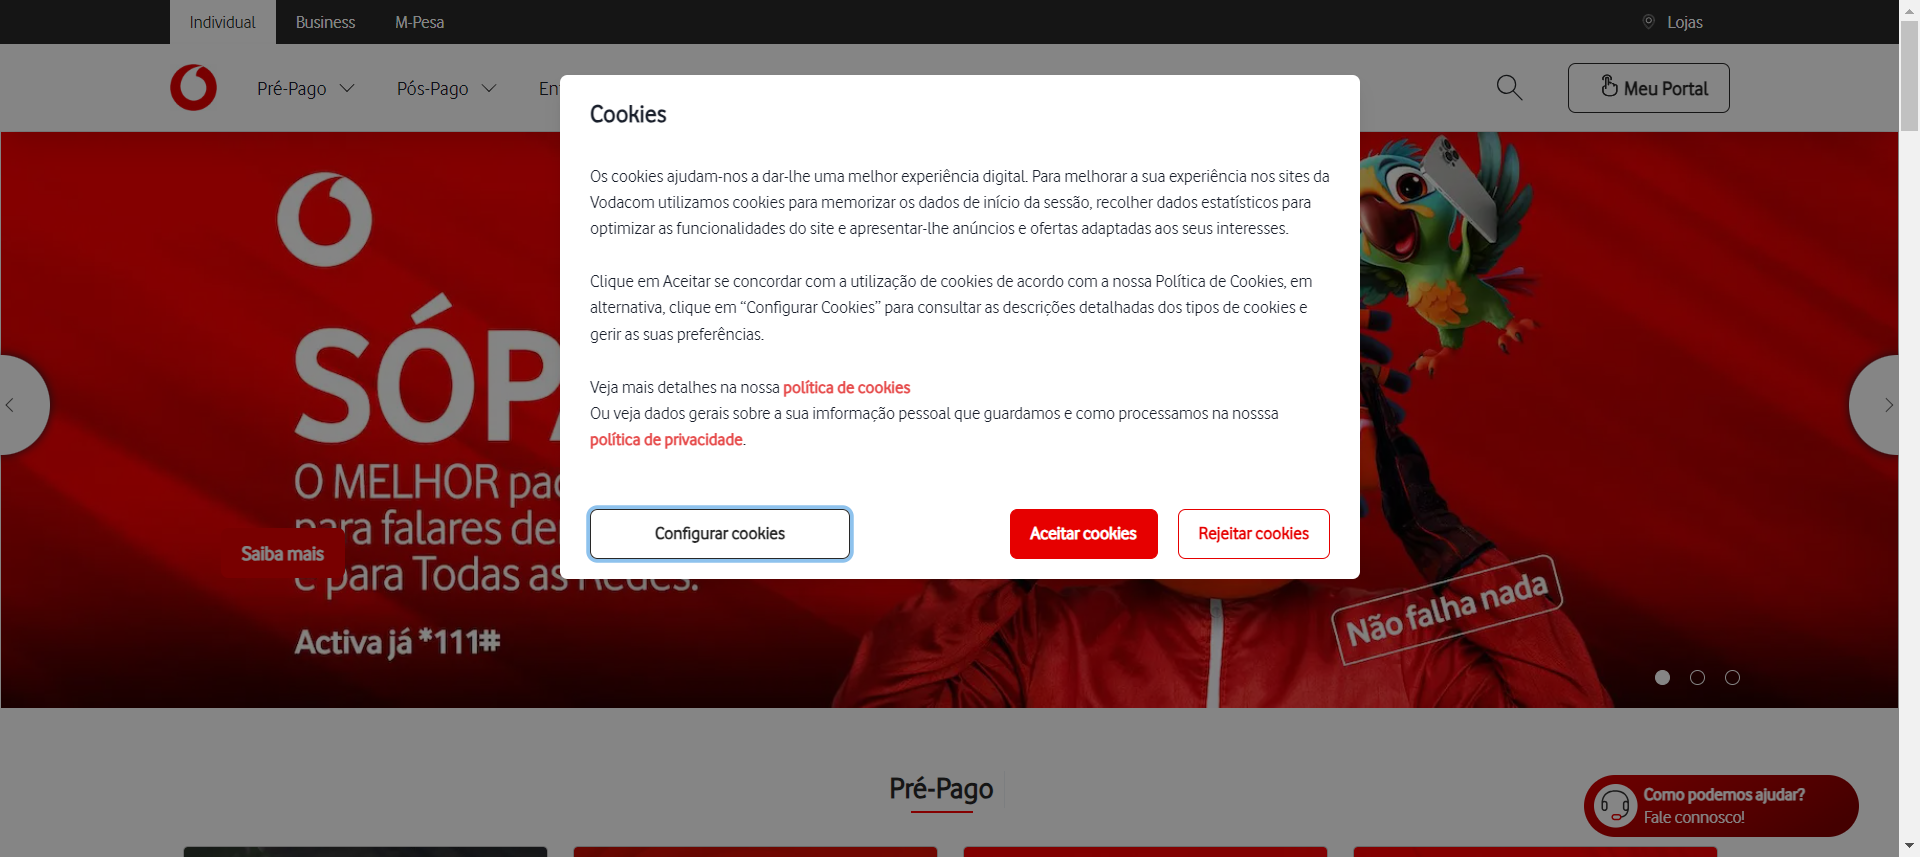 Individual
Business
M-Pesa
Lojas
Pré-Pago
Pós-Pago
Meu Portal
Cookies
Os cookies ajudam-nos a dar-lhe uma melhor experiência digital. Para melhorar a sua experiência nos sites da
Vodacom utilizamos cookies para memorizar os dados de início da sessão, recolher dados estatísticos para
optimizar as funcionalidades do site e apresentar-lhe anúncios e ofertas adaptadas aos seus interesses.
Clique em Aceitar se concordar com a utilização de cookies de acordo com a nossa Política de Cookies, em
alternativa, clique em “Configurar Cookies” para consultar as descrições detalhadas dos tipos de cookies e
gerir as suas preferências.
Veja mais detalhes na nossa política de cookies
Ou veja dados gerais sobre a sua imformação pessoal que guardamos e como processamos na nosssa
política de privacidade.
Configurar cookies
Aceitar cookies
Rejeitar cookies
O MELHOR
para falares
Saiba mais
e para Todas as Redes.
Activa já *111#
Não falha nada
Pré-Pago
Como podemos ajudar?
Fale connosco!